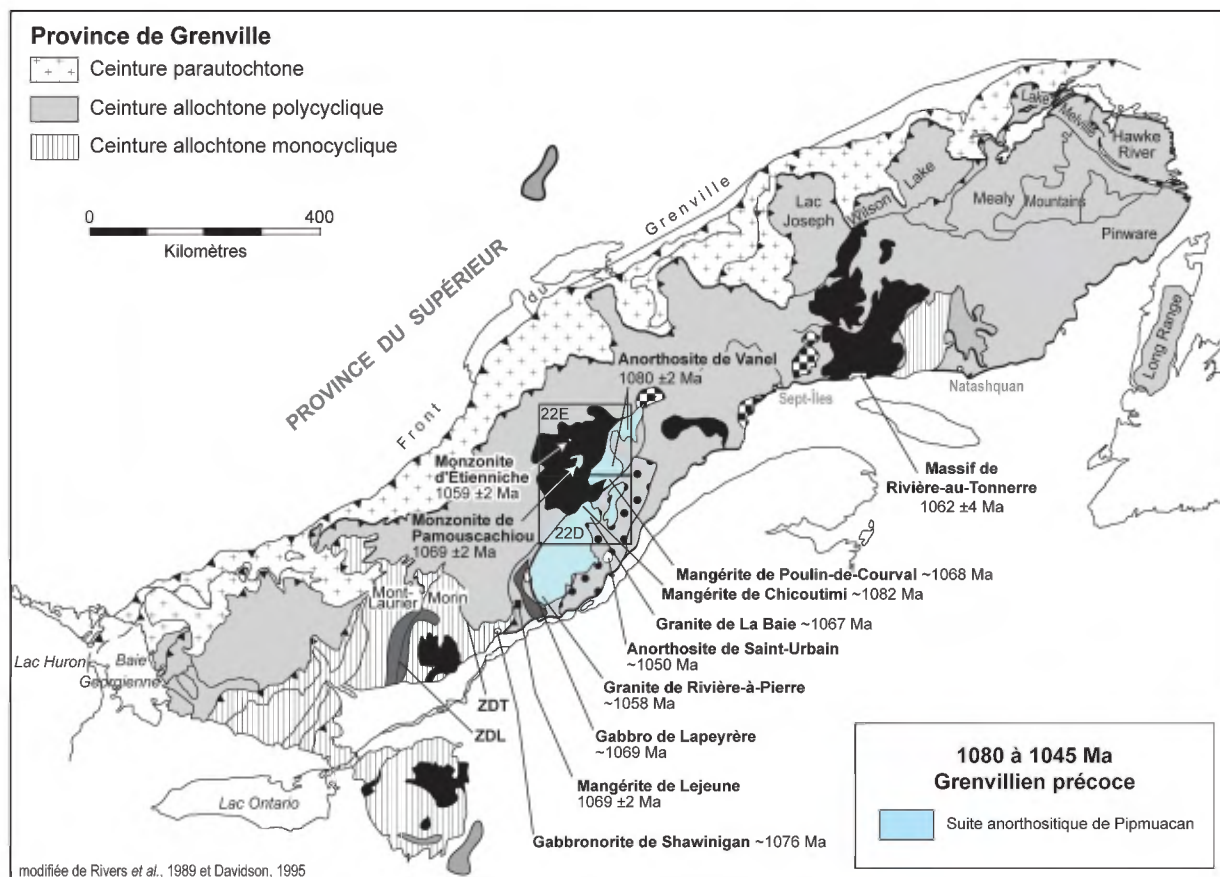 Province de Grenville
Ceinture parautochtone
Ceinture allochtone polycyclique
Ceinture allochtone monocyclique
0 400
Kilomètres
PROVINCE DU SUPÉRIEUR
Front du Grenville
Lac
Joseph
Wilson
Lake
Lake
Melville
Hawke
River
Mealy
Mountains
Pinware
Long Range
Natashquan
Sept-Îles
Anorthosite de Vanel
1080 ±2 Ma
22E
Monzonite
d'Étienniche
1059 ±2 Ma
Monzonite de
Pamouscachiou
1069 ±2 Ma
22D
Massif de
Rivière-au-Tonnerre
1062 ±4 Ma
Mangérite de Poulin-de-Courval ~1068 Ma
Mangérite de Chicoutimi ~1082 Ma
Granite de La Baie ~1067 Ma
Anorthosite de Saint-Urbain
~1050 Ma
Granite de Rivière-à-Pierre
~1058 Ma
Gabbro de Lapeyrère
~1069 Ma
Mangérite de Lejeune
1069 ±2 Ma
Gabbronorite de Shawinigan ~1076 Ma
Mont-
Laurier
Morin
ZDT
ZDL
Lac Huron
Baie
Georgienne
Lac Ontario
1080 à 1045 Ma
Grenvillien précoce
Suite anorthositique de Pipmuacan
modifiée de Rivers et al., 1989 et Davidson, 1995